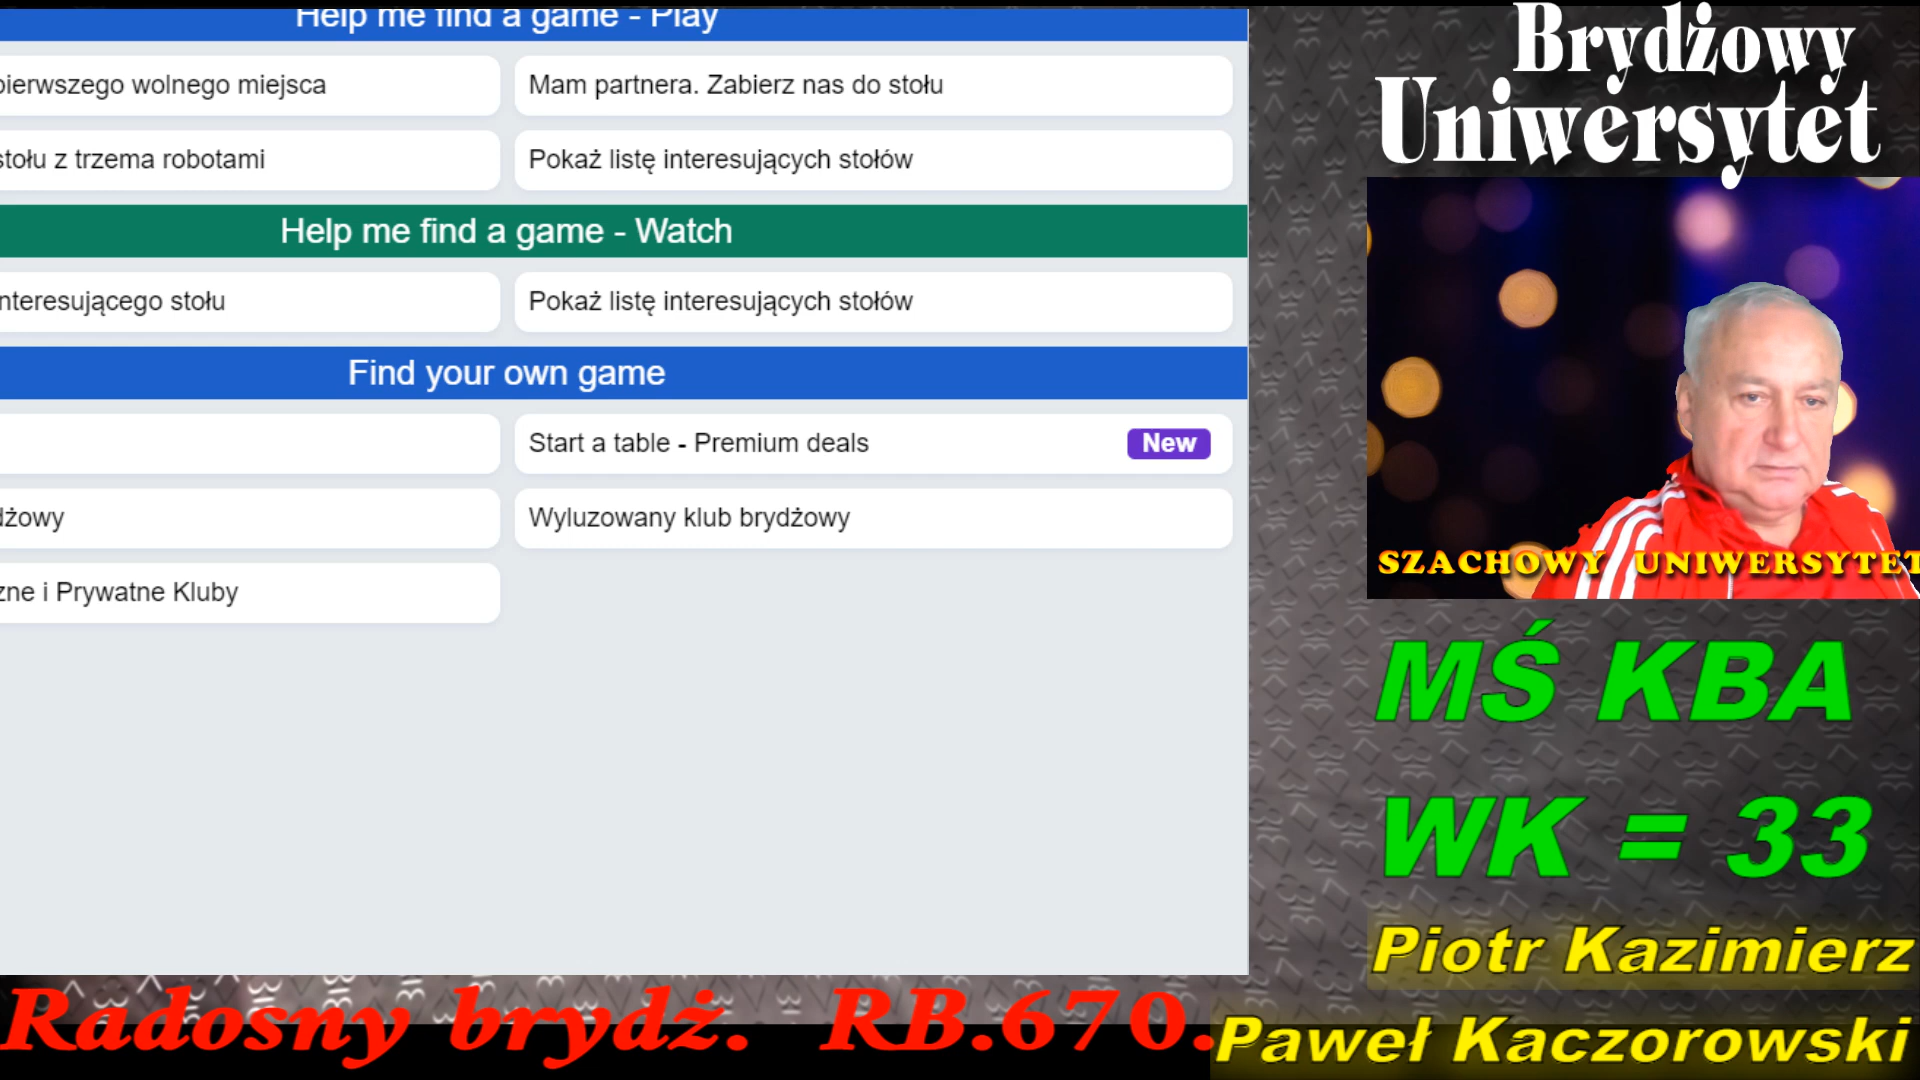 Help me find a game - Play
pierwszego wolnego miejsca
Mam partnera. Zabierz nas do stołu
stołu z trzema robotami
Pokaż listę interesujących stołów
Help me find a game - Watch
nteresującego stołu
Pokaż listę interesujących stołów
Find your own game
Start a table - Premium deals
New
dżowy
Wyluzowany klub brydżowy
zne i Prywatne Kluby
Brydżowy
Uniwersytet
SZACHOWY UNIWERSYTET
MŚ KBA
WK = 33
Piotr Kazimierz
Paweł Kaczorowski
Radosny brydż. RB.670.